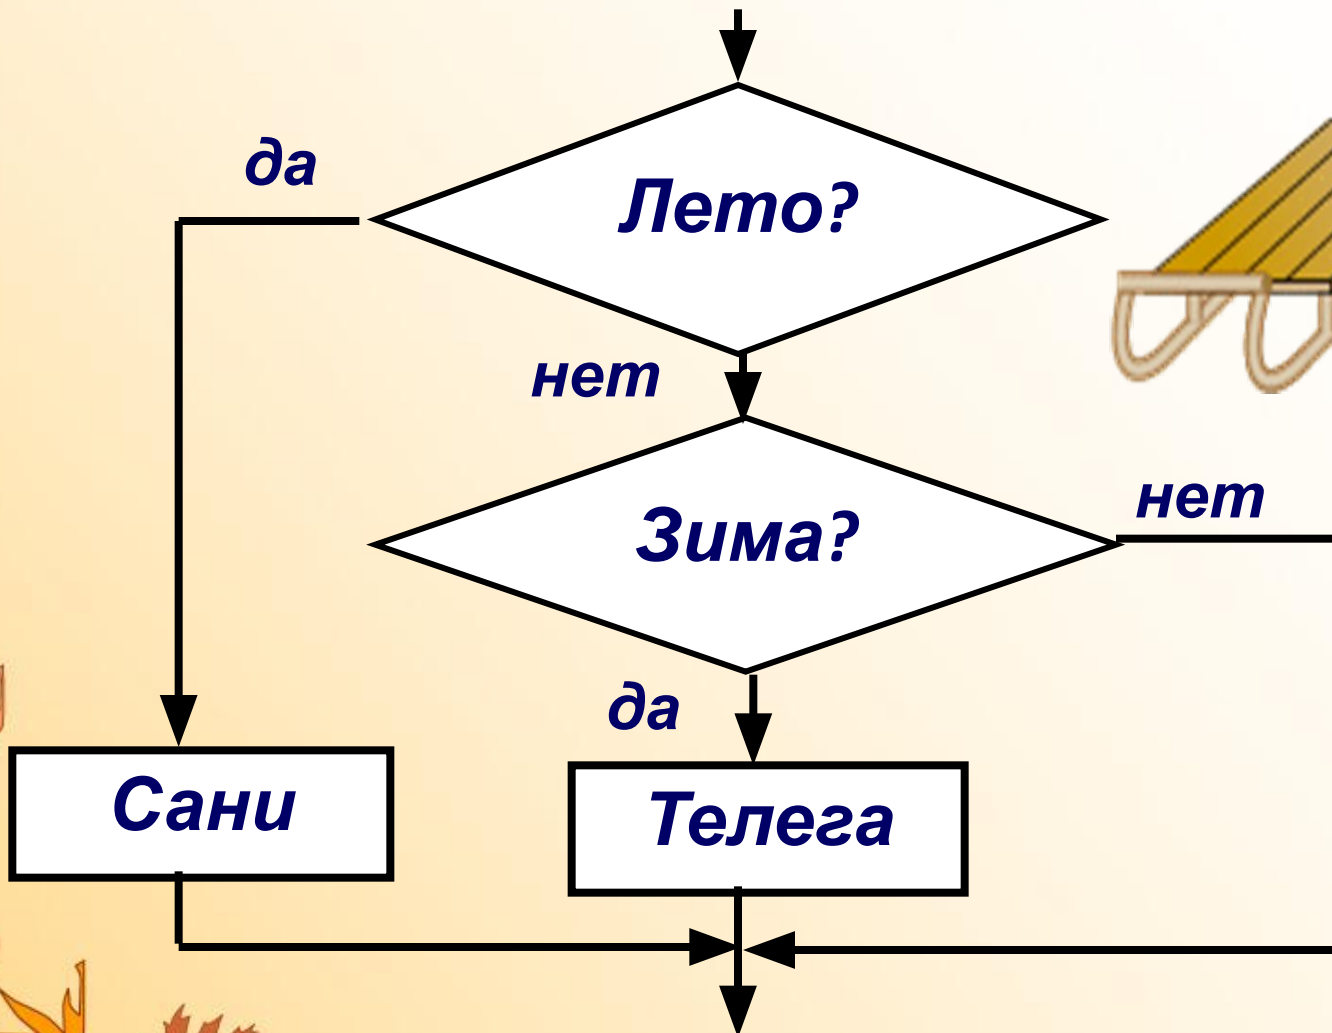 да
Лето?
нет
Зима?
нет
да
Сани
Телега